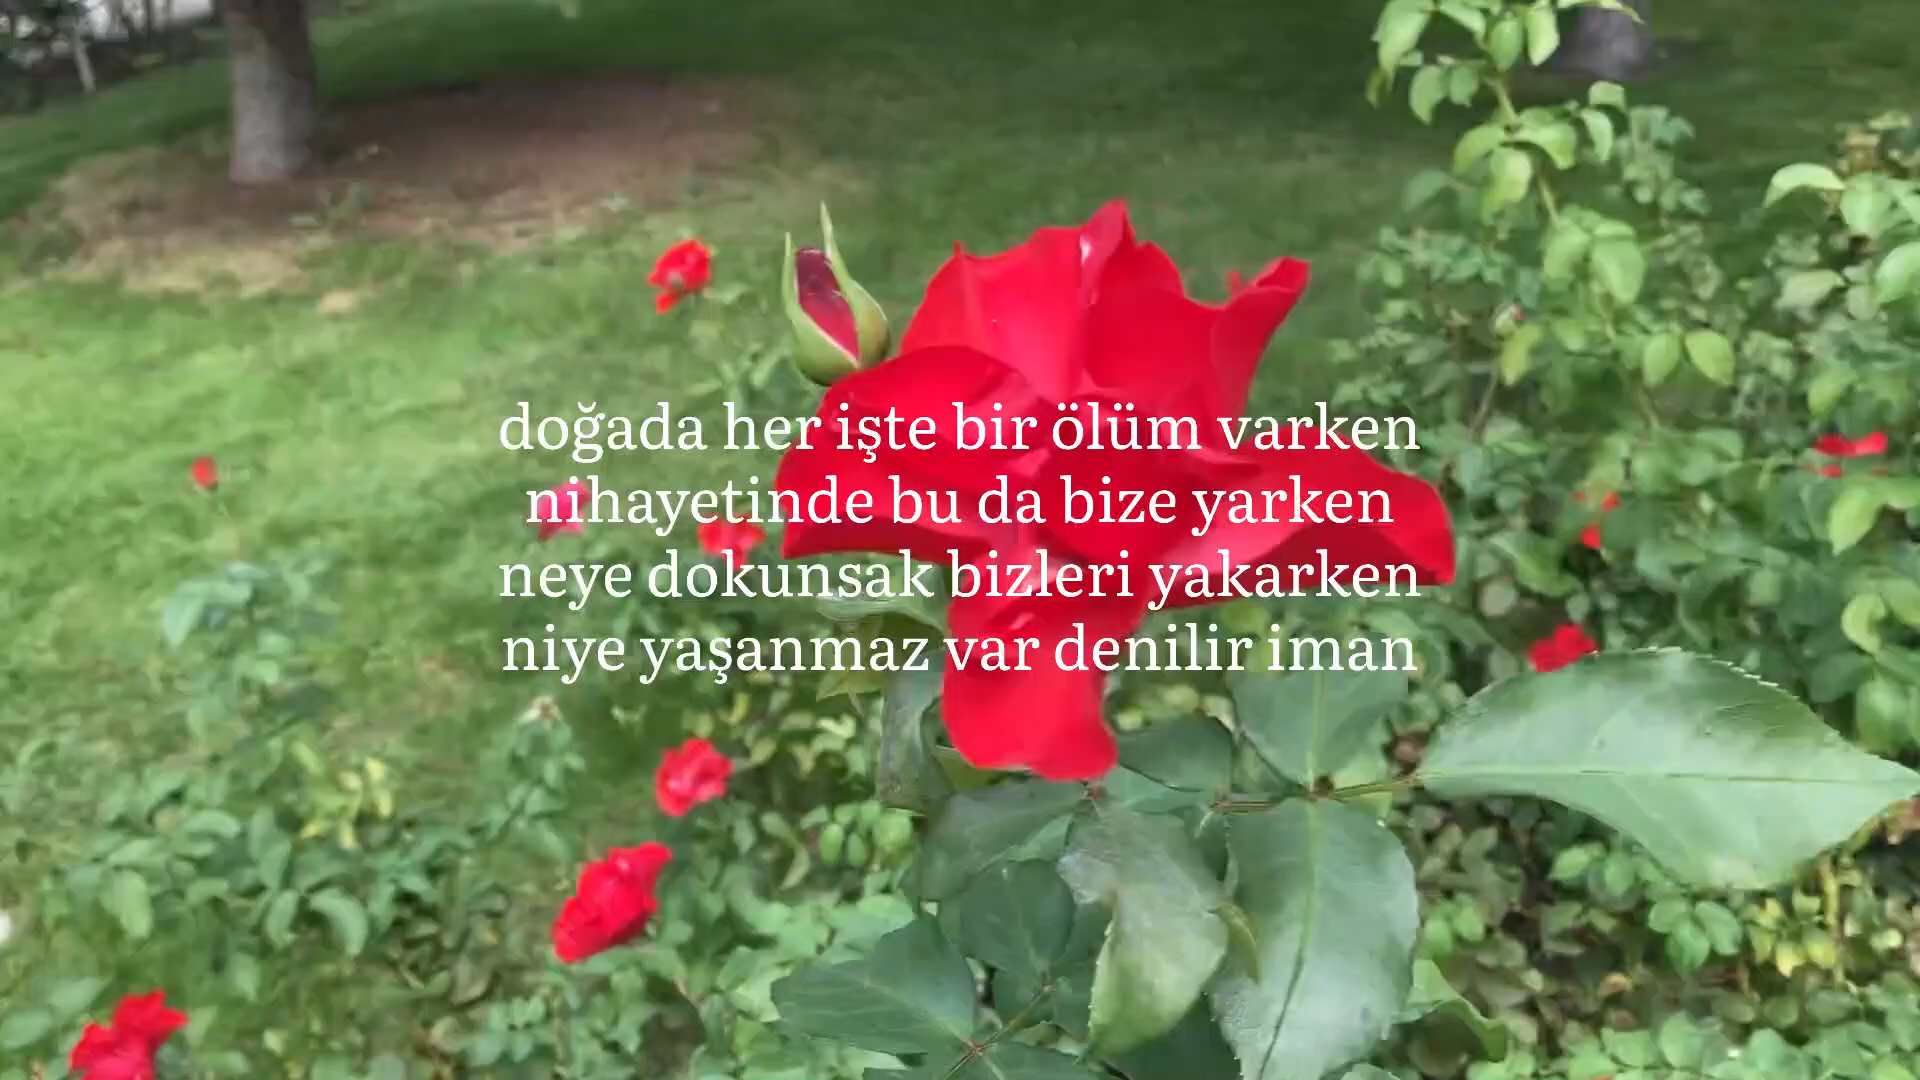 doğada her işte bir ölüm varken
nihayetinde bu da bize yarken
neye dokunsak bizleri yakarken
niye yaşanmaz var denilir iman